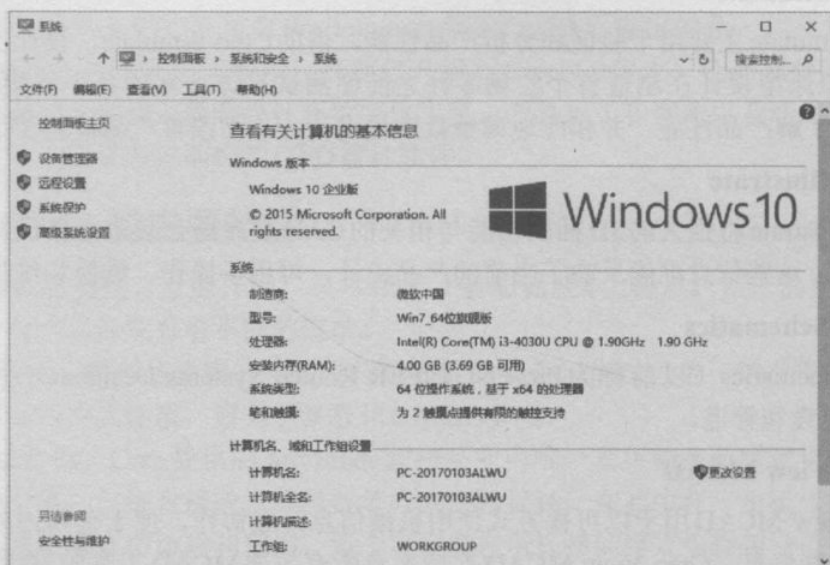 系统
控制面板 › 系统和安全 › 系统
搜索控制...
文件(F) 编辑(E) 查看(V) 工具(T) 帮助(H)
控制面板主页
设备管理器
远程设置
系统保护
高级系统设置
另请参阅
安全性与维护
查看有关计算机的基本信息
Windows 版本
Windows 10 企业版
© 2015 Microsoft Corporation. All
rights reserved.
Windows 10
系统
制造商: 微软中国
型号: Win7_64位旗舰版
处理器: Intel(R) Core(TM) i3-4030U CPU @ 1.90GHz 1.90 GHz
安装内存(RAM): 4.00 GB (3.69 GB 可用)
系统类型: 64 位操作系统，基于 x64 的处理器
笔和触摸: 为 2 触摸点提供有限的触控支持
计算机名、域和工作组设置
计算机名: PC-20170103ALWU
更改设置
计算机全名: PC-20170103ALWU
计算机描述:
工作组: WORKGROUP